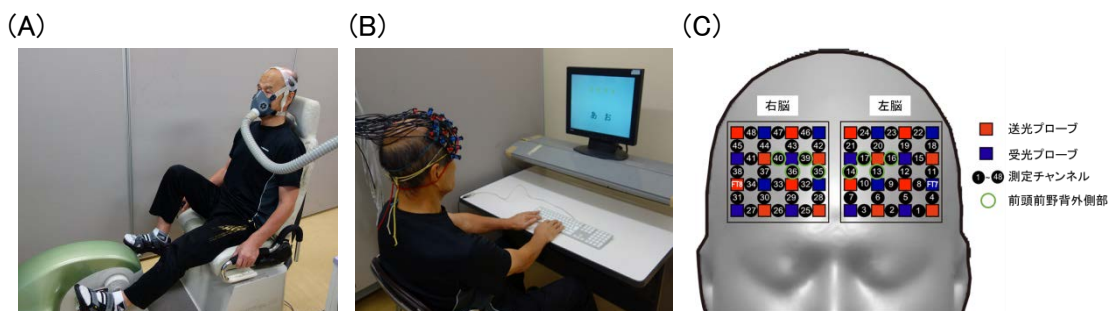 (A)
(B)
(C)
あ お
右脳
左脳
48 47 46 24 23 22
45 44 43 42 21 20 19 18
41 40 39 17 16 15
38 37 36 35 14 13 12 11
FT8 34 33 32 10 9 8 FT7
31 30 29 28 7 6 5 4
27 26 25 3 2 1
送光プローブ
受光プローブ
1-48 測定チャンネル
前頭前野背外側部